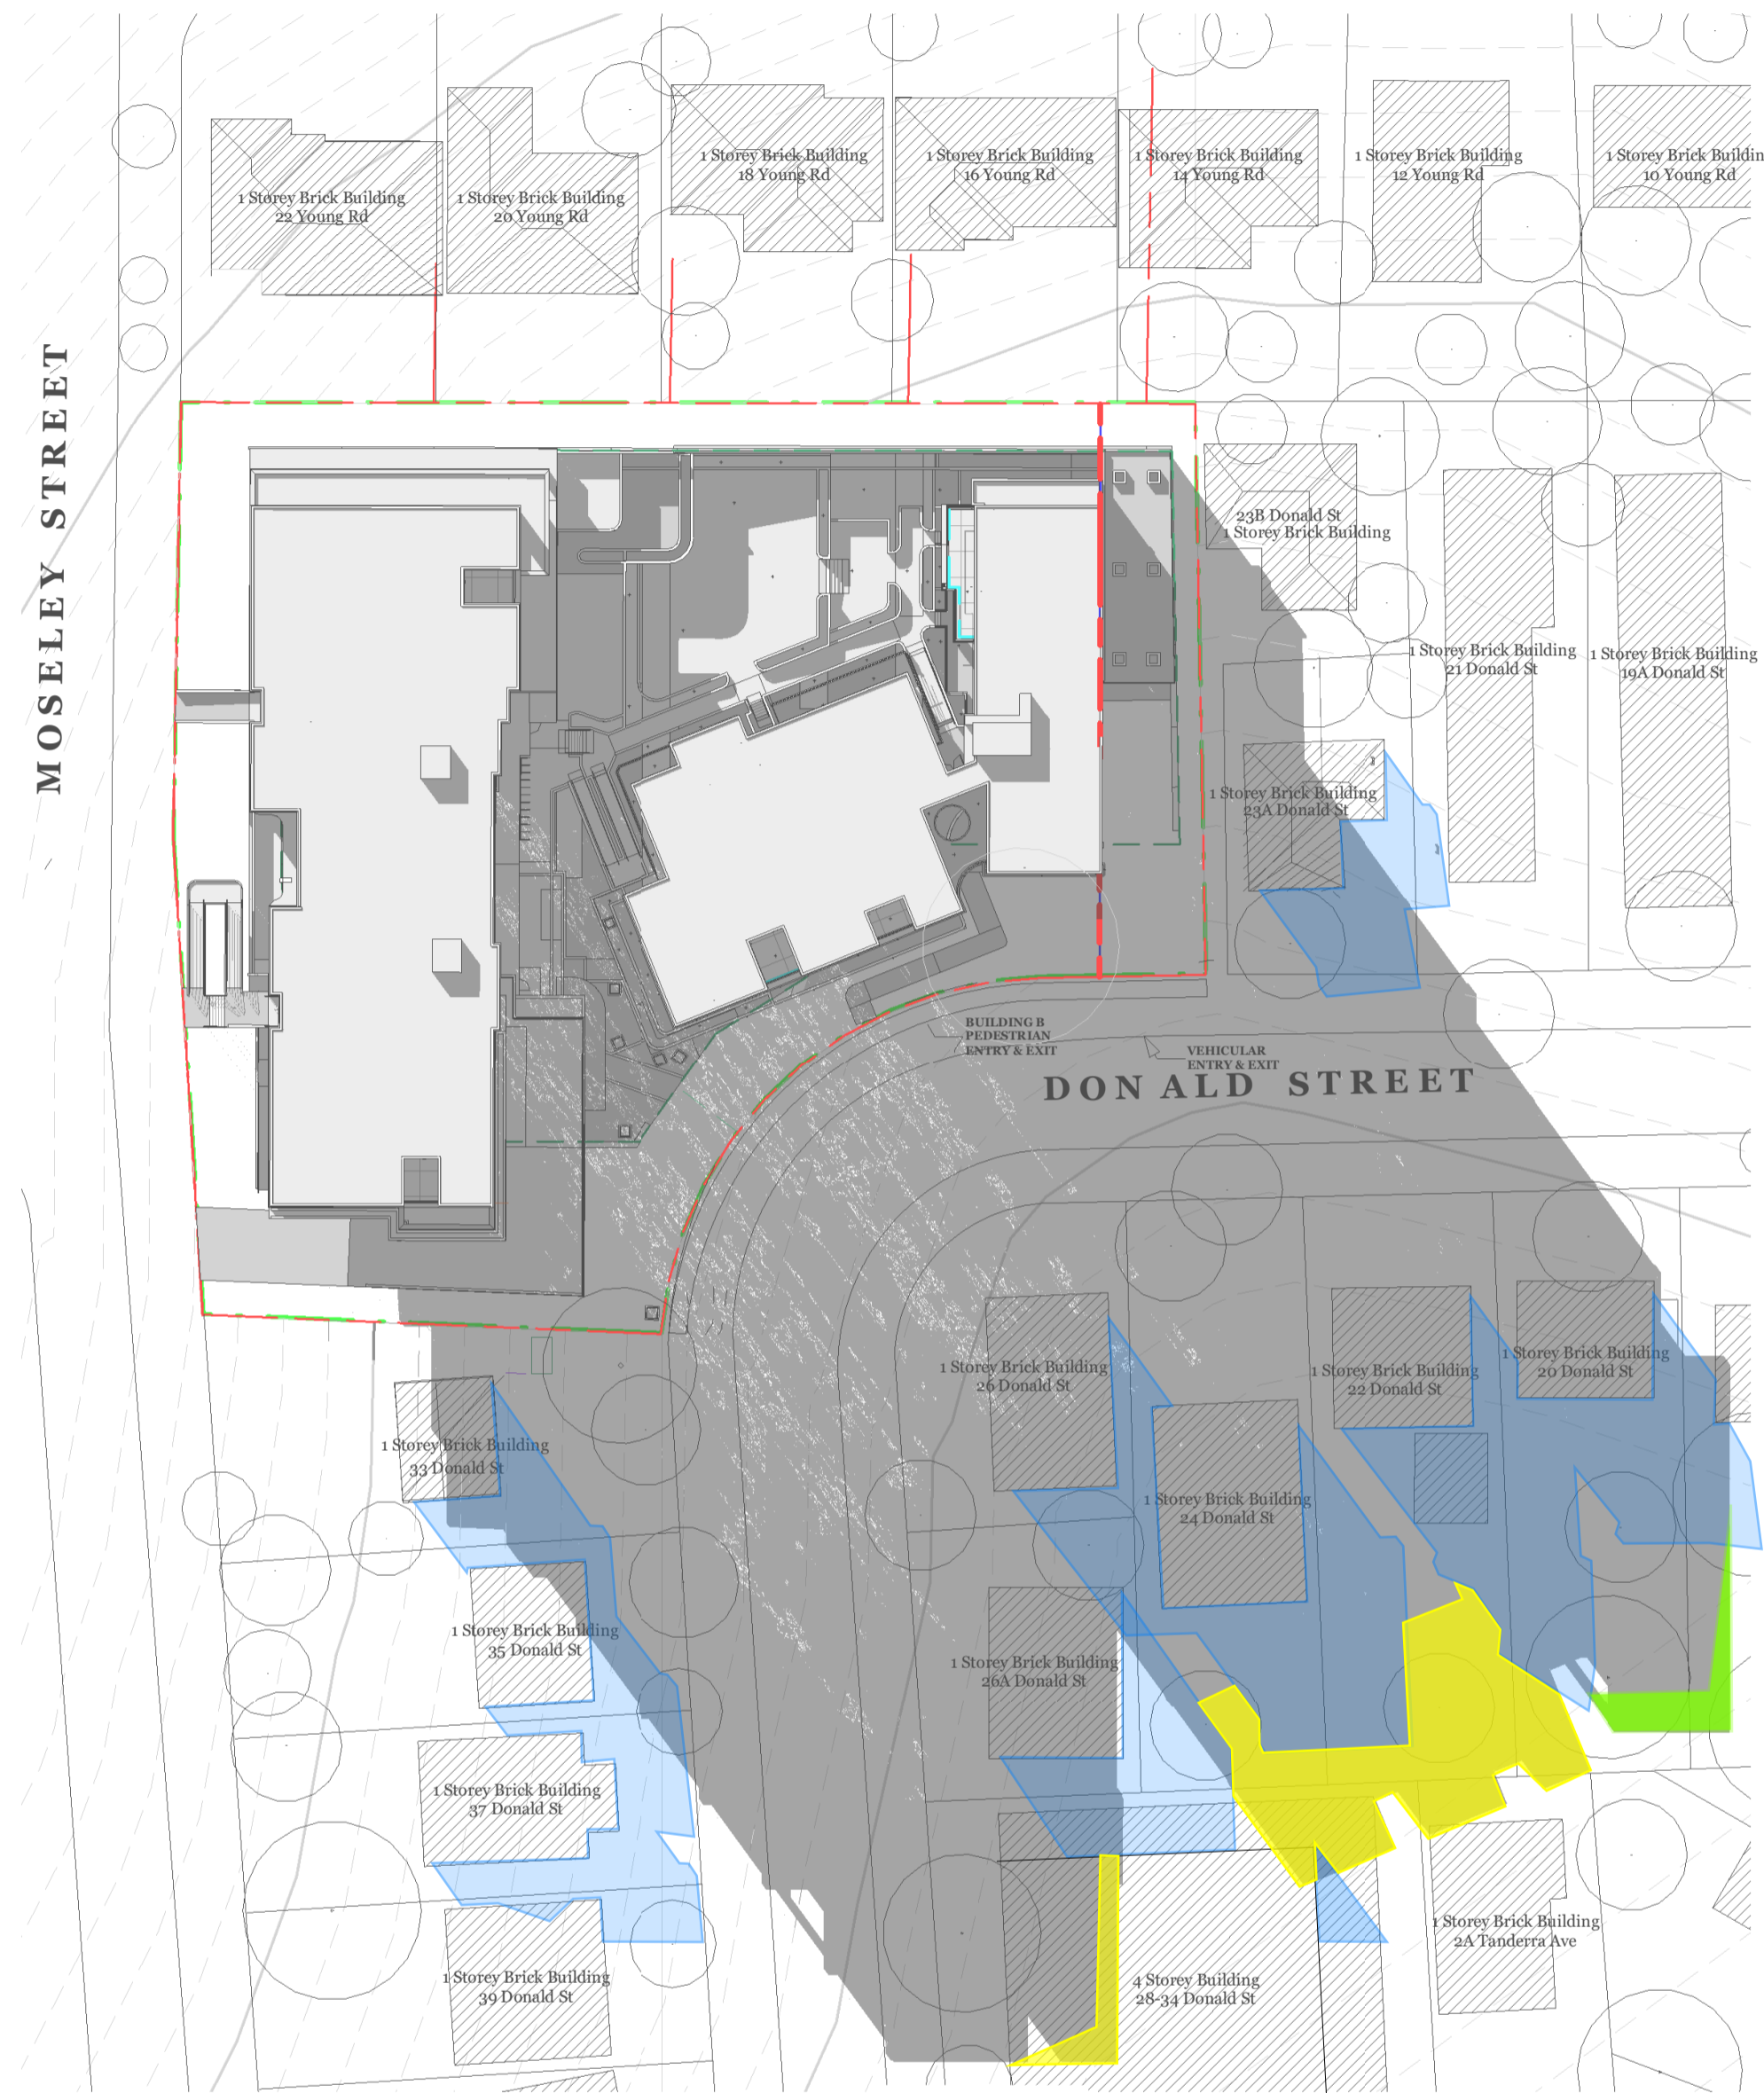 1 Storey Brick Building
22 Young Rd
1 Storey Brick Building
20 Young Rd
1 Storey Brick Building
18 Young Rd
1 Storey Brick Building
16 Young Rd
1 Storey Brick Building
14 Young Rd
1 Storey Brick Building
12 Young Rd
1 Storey Brick Buildin
10 Young Rd
MOSELEY STREET
23B Donald St
1 Storey Brick Building
1 Storey Brick Building
21 Donald St
1 Storey Brick Building
19A Donald St
1 Storey Brick Building
23A Donald St
BUILDING B
PEDESTRIAN
ENTRY & EXIT
VEHICULAR
ENTRY & EXIT
DONALD STREET
1 Storey Brick Building
26 Donald St
1 Storey Brick Building
22 Donald St
1 Storey Brick Building
20 Donald St
1 Storey Brick Building
33 Donald St
1 Storey Brick Building
24 Donald St
1 Storey Brick Building
35 Donald St
1 Storey Brick Building
26A Donald St
1 Storey Brick Building
37 Donald St
1 Storey Brick Building
2A Tanderra Ave
1 Storey Brick Building
39 Donald St
4 Storey Building
28-34 Donald St